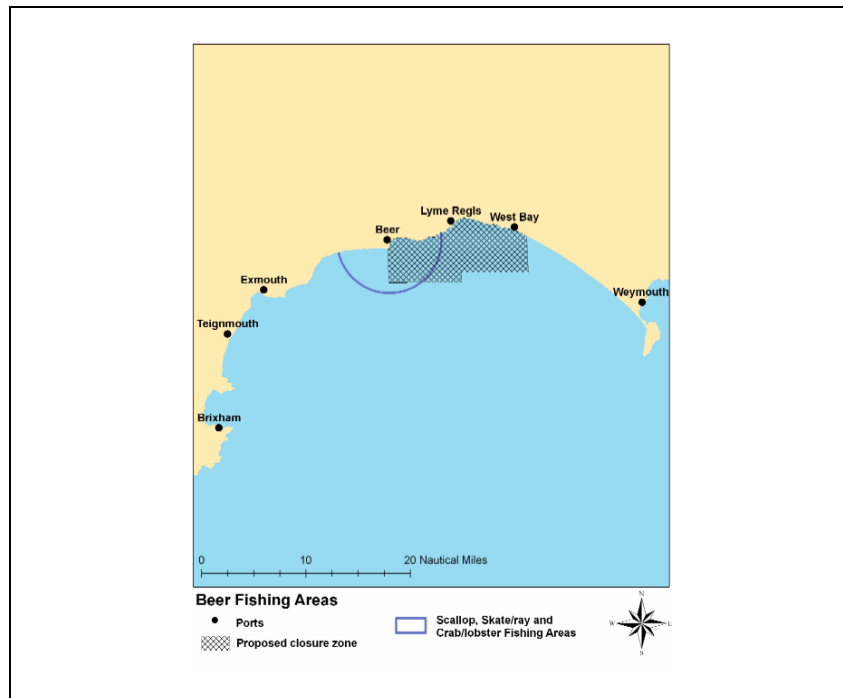 Lyme Regis
West Bay
Beer
Exmouth
Weymouth
Teignmouth
Brixham
0 10 20 Nautical Miles
Beer Fishing Areas
Ports
Proposed closure zone
Scallop, Skate/ray and
Crab/lobster Fishing Areas
N
W E
S